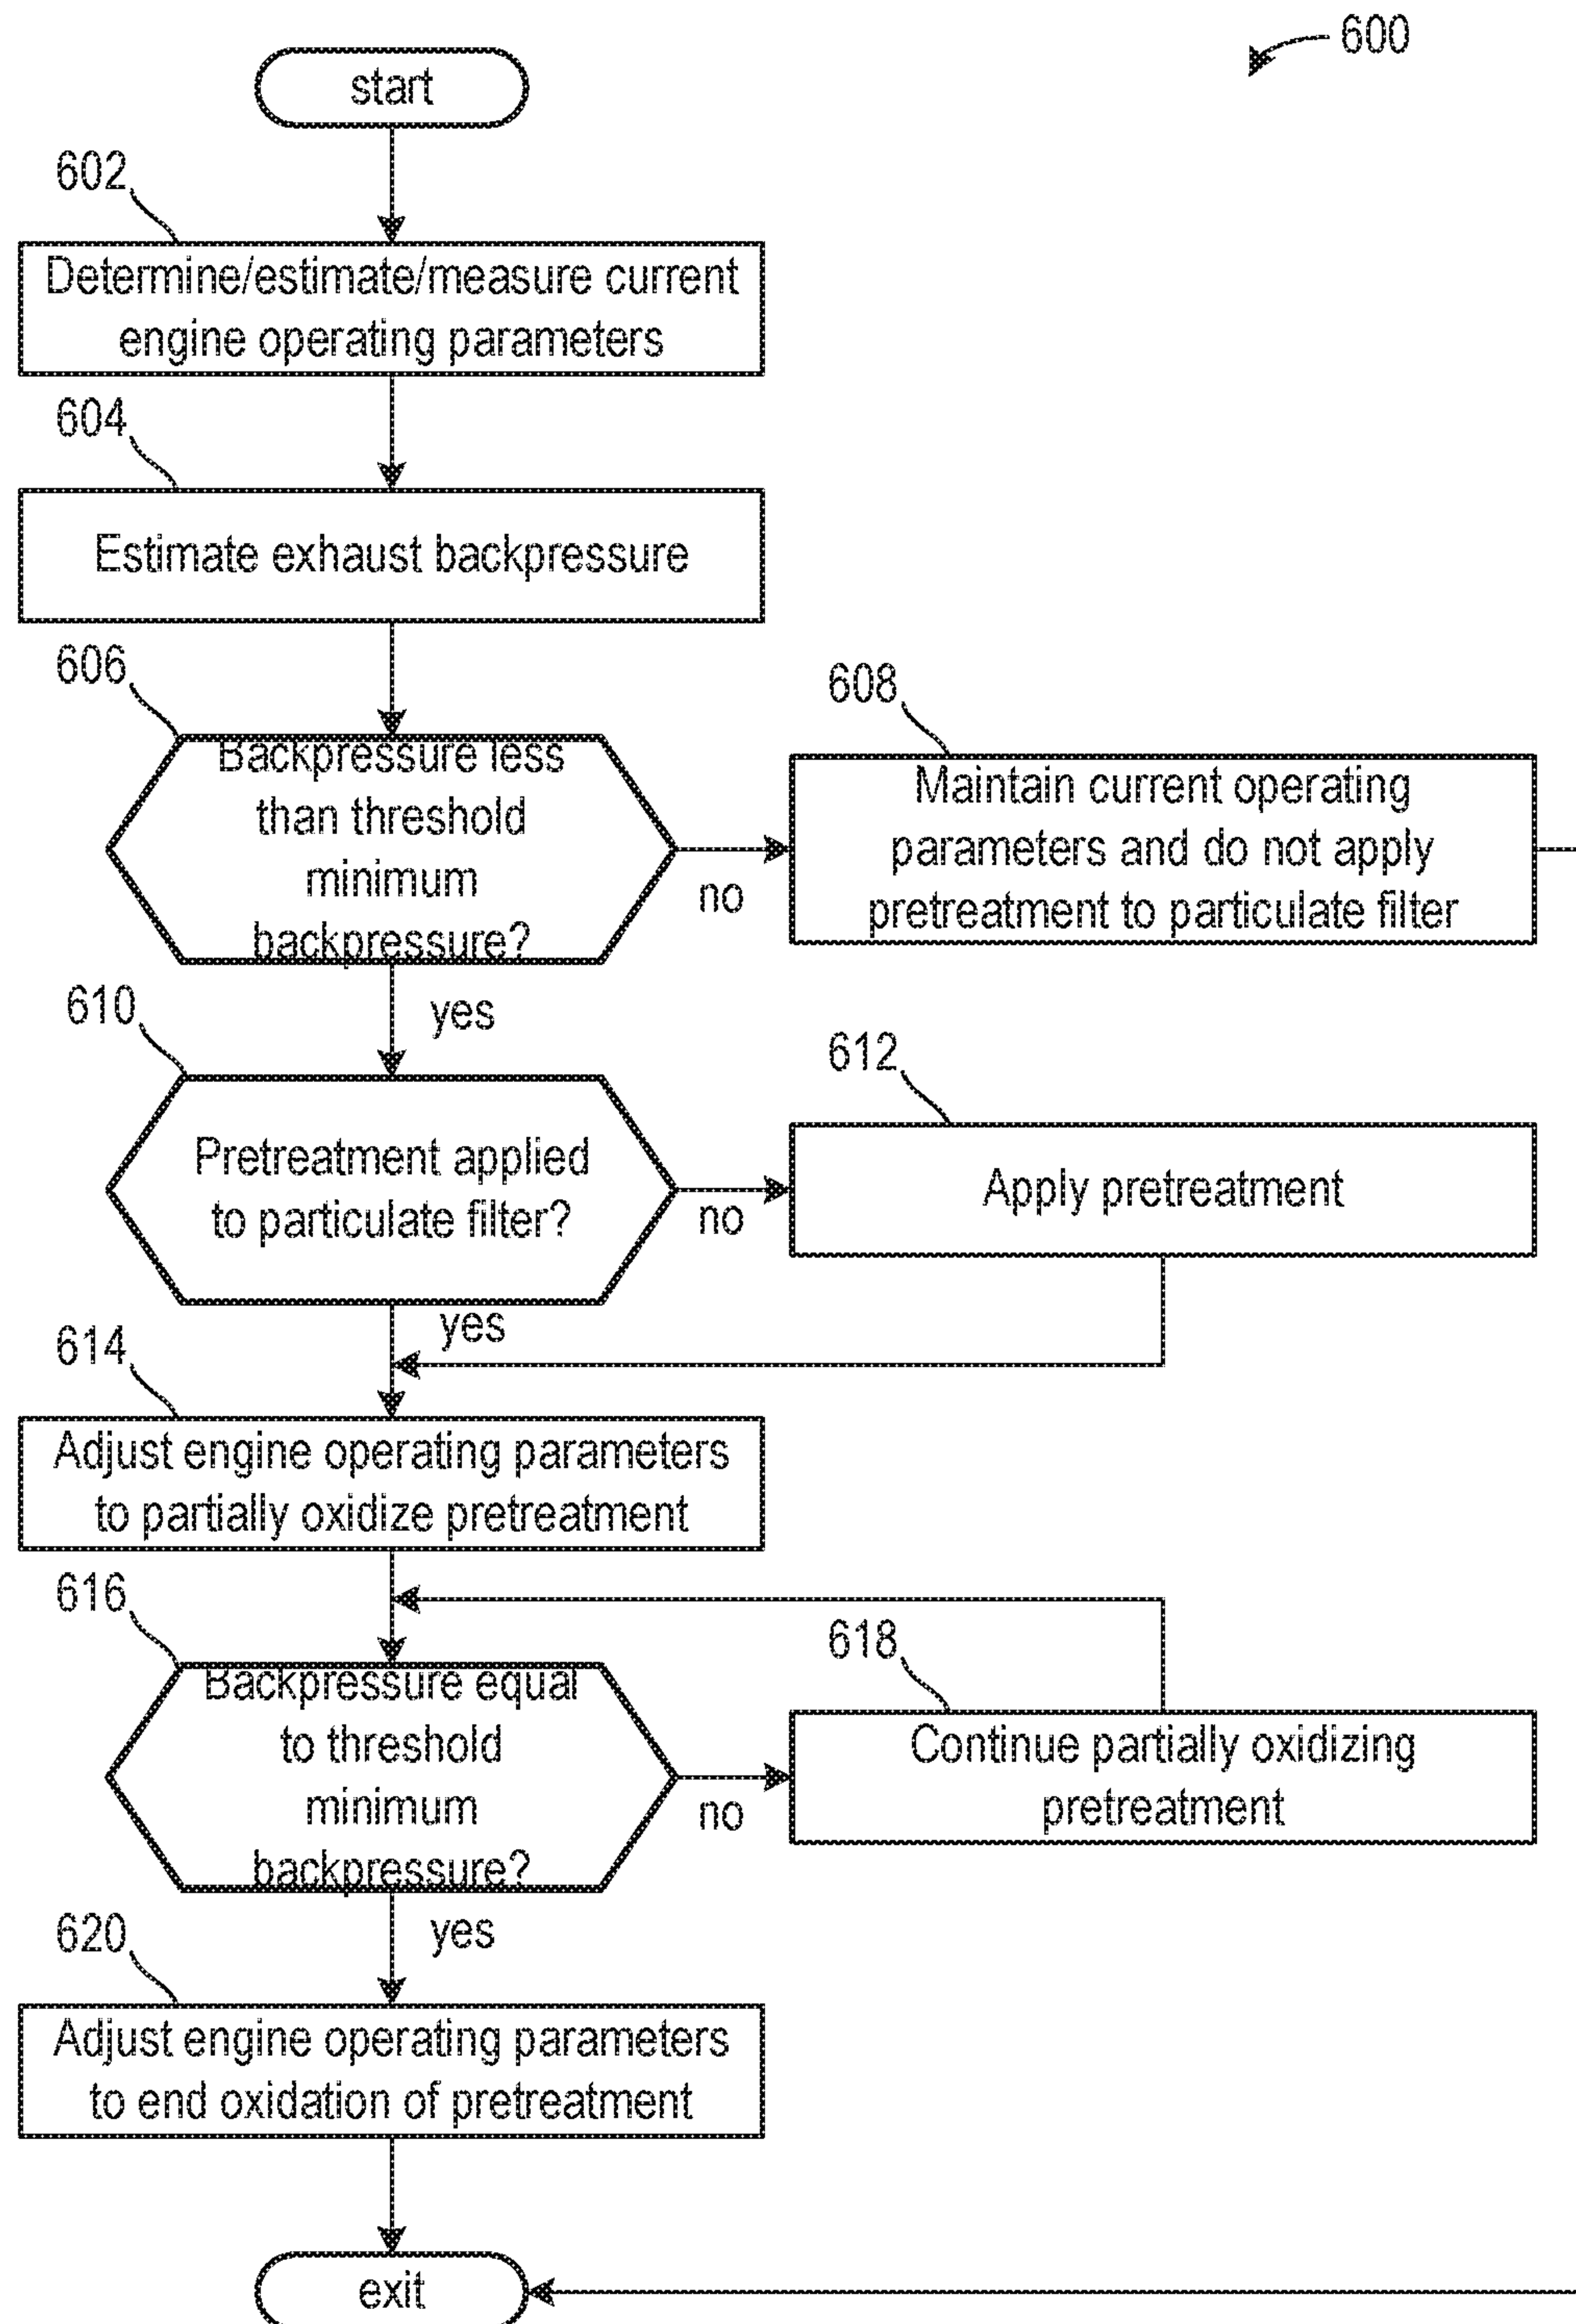 600
start
602
Determine/estimate/measure current
engine operating parameters
604
Estimate exhaust backpressure
606
Backpressure less
than threshold
minimum
backpressure?
no
608
Maintain current operating
parameters and do not apply
pretreatment to particulate filter
yes
610
Pretreatment applied
to particulate filter?
no
612
Apply pretreatment
yes
614
Adjust engine operating parameters
to partially oxidize pretreatment
616
Backpressure equal
to threshold
minimum
backpressure?
no
618
Continue partially oxidizing
pretreatment
yes
620
Adjust engine operating parameters
to end oxidation of pretreatment
exit